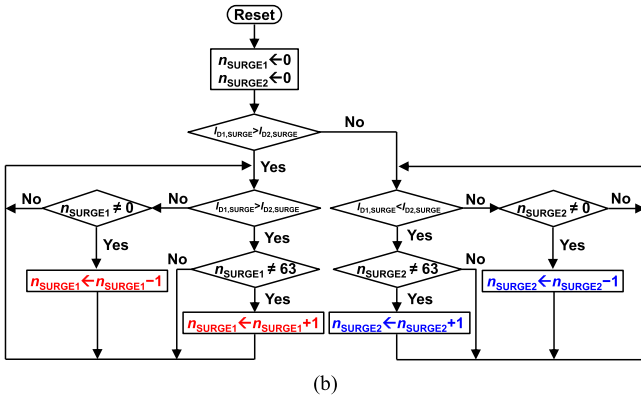 Reset
nSURGE1←0
nSURGE2←0
ID1,SURGE>ID2,SURGE
No
Yes
No
nSURGE1 ≠ 0
No
ID1,SURGE>ID2,SURGE
ID1,SURGE<ID2,SURGE
No
nSURGE2 ≠ 0
No
Yes
Yes
Yes
Yes
No
nSURGE1 ≠ 63
nSURGE2 ≠ 63
No
nSURGE1←nSURGE1−1
nSURGE2←nSURGE2−1
Yes
Yes
nSURGE1←nSURGE1+1
nSURGE2←nSURGE2+1
(b)